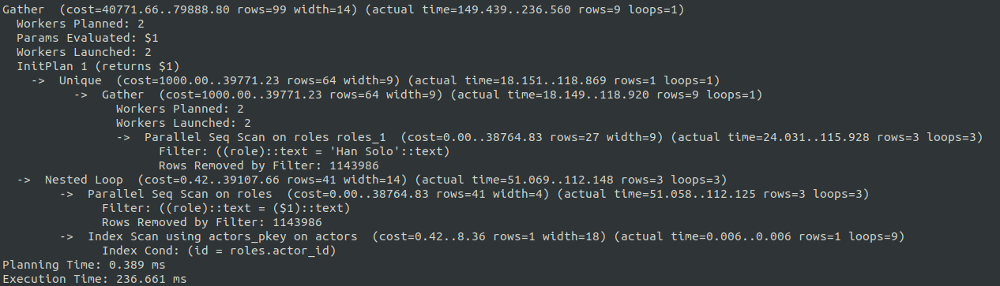 Gather  (cost=40771.66..79888.80 rows=99 width=14) (actual time=149.439..236.560 rows=9 loops=1)
  Workers Planned: 2
  Params Evaluated: $1
  Workers Launched: 2
  InitPlan 1 (returns $1)
    ->  Unique  (cost=1000.00..39771.23 rows=64 width=9) (actual time=18.151..118.869 rows=1 loops=1)
          ->  Gather  (cost=1000.00..39771.23 rows=64 width=9) (actual time=18.149..118.920 rows=9 loops=1)
                Workers Planned: 2
                Workers Launched: 2
                ->  Parallel Seq Scan on roles roles_1  (cost=0.00..38764.83 rows=27 width=9) (actual time=24.031..115.928 rows=3 loops=3)
                      Filter: ((role)::text = 'Han Solo'::text)
                      Rows Removed by Filter: 1143986
  ->  Nested Loop  (cost=0.42..39107.66 rows=41 width=14) (actual time=51.069..112.148 rows=3 loops=3)
        ->  Parallel Seq Scan on roles  (cost=0.00..38764.83 rows=41 width=4) (actual time=51.058..112.125 rows=3 loops=3)
              Filter: ((role)::text = ($1)::text)
              Rows Removed by Filter: 1143986
        ->  Index Scan using actors_pkey on actors  (cost=0.42..8.36 rows=1 width=18) (actual time=0.006..0.006 rows=1 loops=9)
              Index Cond: (id = roles.actor_id)
Planning Time: 0.389 ms
Execution Time: 236.661 ms